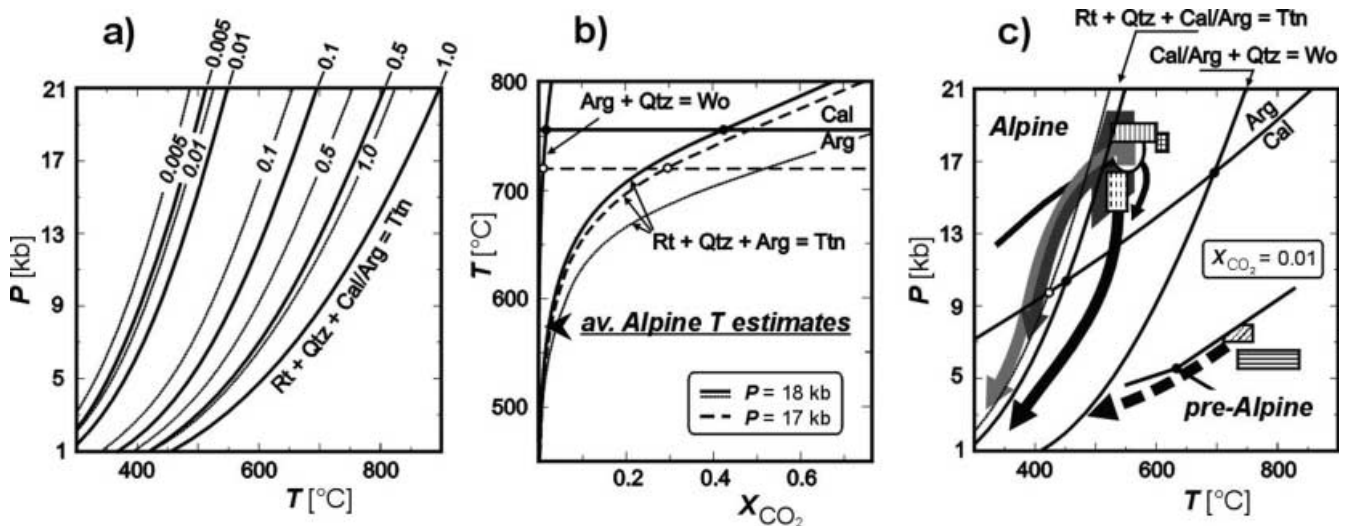 a)
0.005
0.01
0.1
0.5
1.0
21
17
13
9
5
1
P [kb]
0.005
0.01
0.1
0.5
1.0
Rt + Qtz + Cal/Arg = Ttn
400
600
800
T [°C]
b)
800
700
600
500
T [°C]
Arg + Qtz = Wo
Cal
Arg
Rt + Qtz + Arg = Ttn
av. Alpine T estimates
P = 18 kb
P = 17 kb
0.2
0.4
0.6
XCO2
c)
Rt + Qtz + Cal/Arg = Ttn
Cal/Arg + Qtz = Wo
21
17
13
9
5
1
P [kb]
Alpine
Arg
Cal
XCO2 = 0.01
pre-Alpine
400
600
800
T [°C]